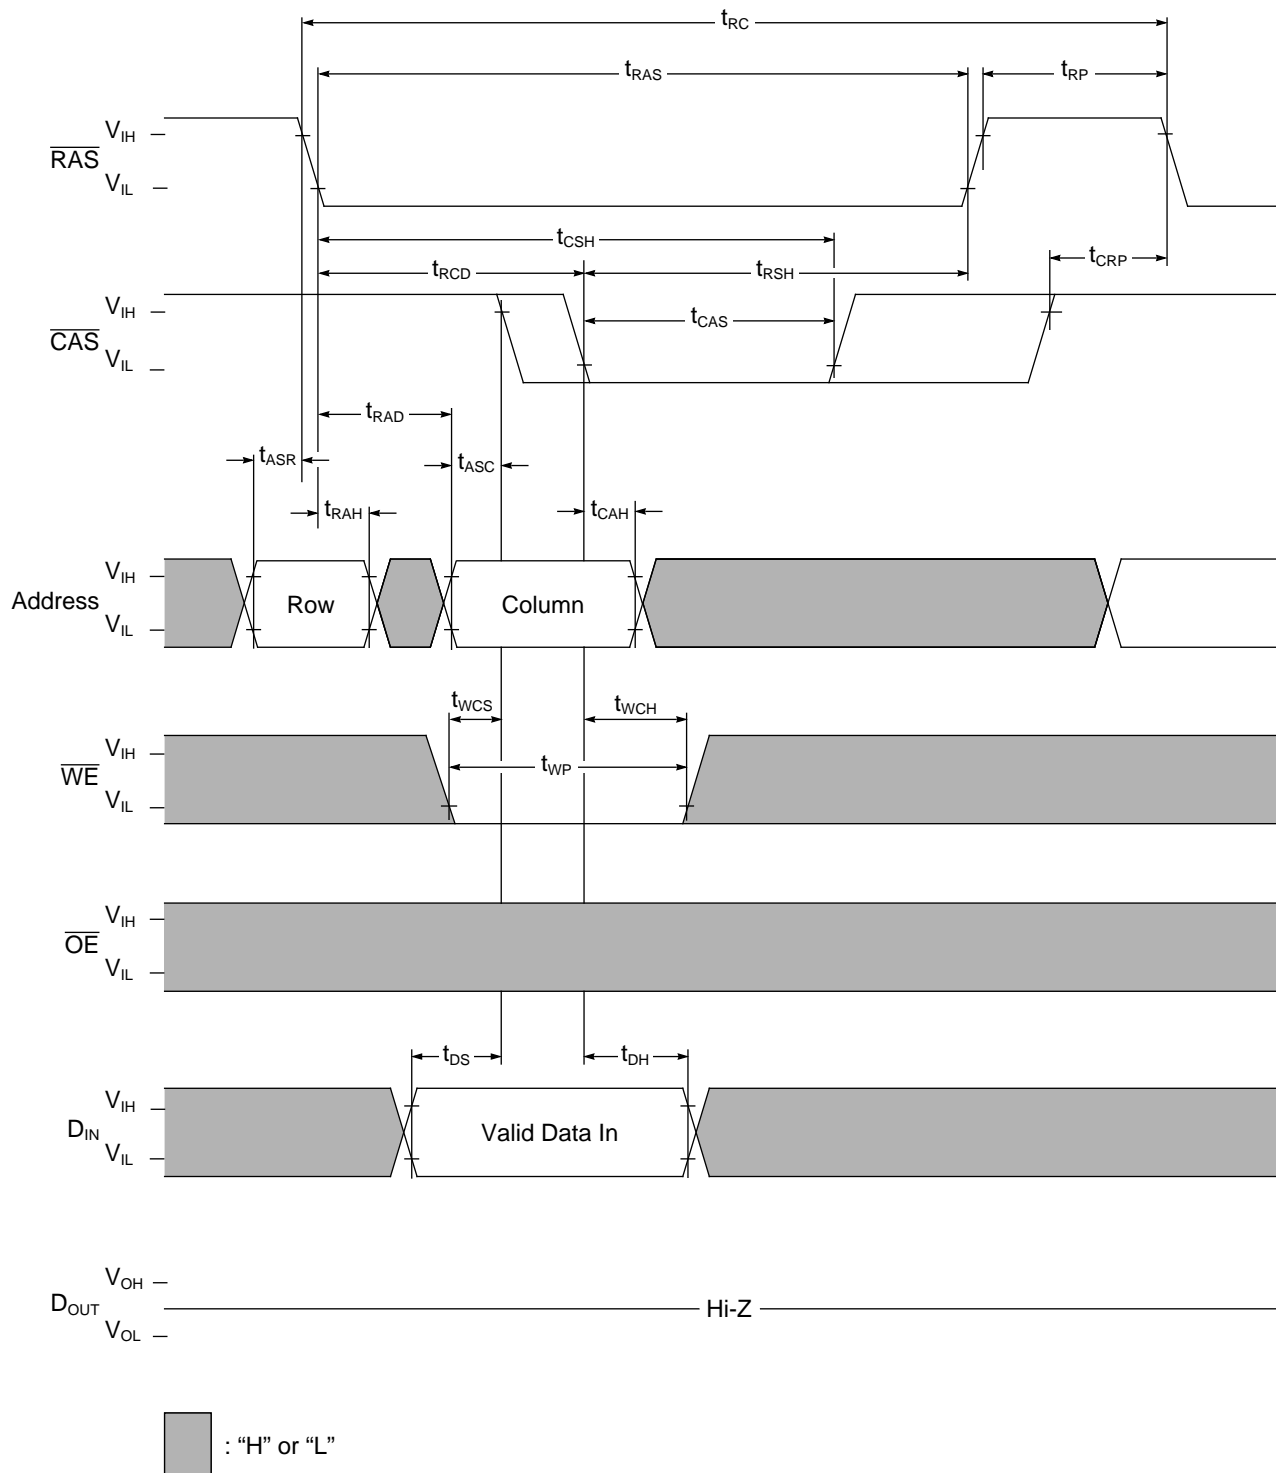 tRC
tRAS
tRP
VIH
RAS
VIL
tCSH
tRCD
tRSH
tCRP
VIH
CAS
VIL
tCAS
tRAD
tASR
tASC
tRAH
tCAH
VIH
Address
VIL
Row
Column
tWCS
tWCH
VIH
WE
VIL
tWP
VIH
OE
VIL
tDS
tDH
VIH
DIN
VIL
Valid Data In
VOH
DOUT
VOL
Hi-Z
: “H” or “L”